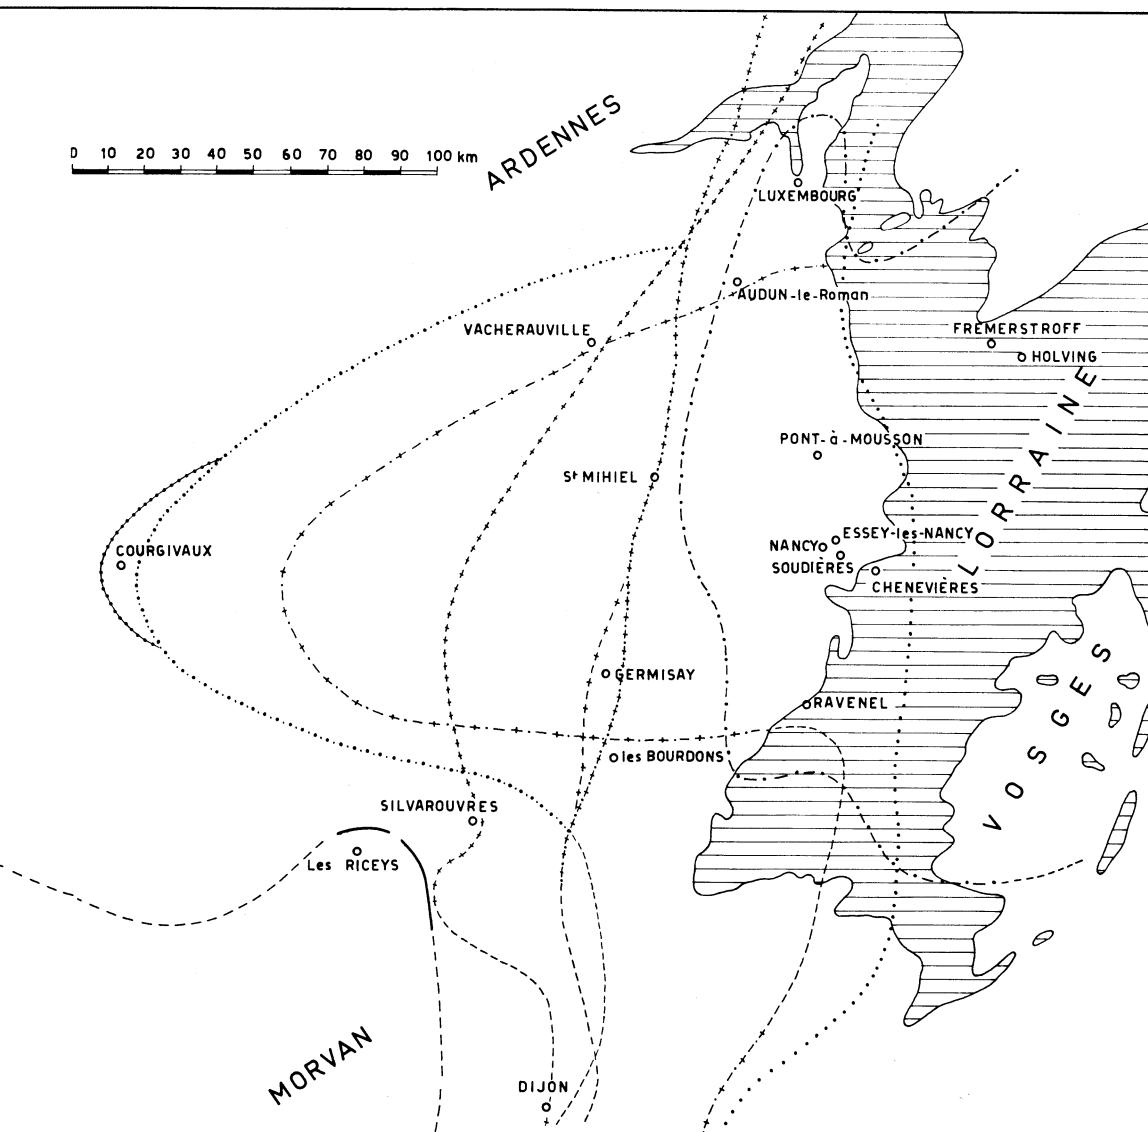 ARDENNES
0 10 20 30 40 50 60 70 80 90 100 km
LUXEMBOURG
AUDUN-le-Roman
VACHERAUVILLE
FREMERSTROFF
HOLVING
LORRAINE
PONT-à-MOUSSON
St MIHIEL
ESSEY-les-NANCY
NANCY
COURGIVAUX
SOUDIÈRES
CHENEVIÈRES
VOSGES
GERMISAY
RAVENEL
les BOURDONS
SILVAROUVRES
Les RICEYS
MORVAN
DIJON